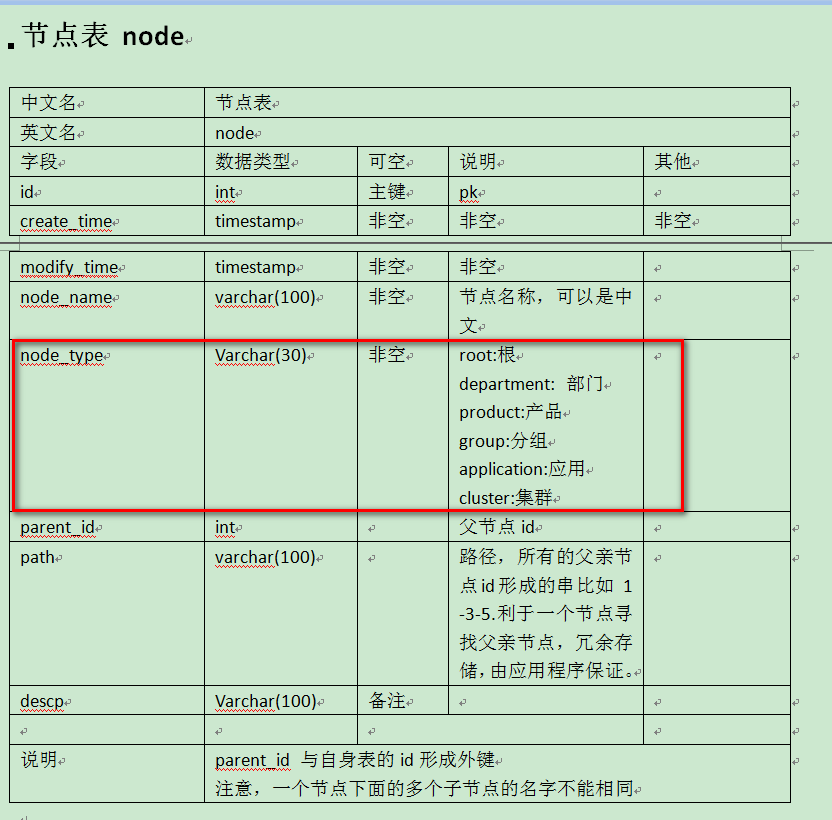 节点表 node
中文名 节点表
英文名 node
字段 数据类型 可空 说明 其他
id int 主键 pk
create_time timestamp 非空 非空 非空
modify_time timestamp 非空 非空
node_name varchar(100) 非空 节点名称，可以是中
文
node_type Varchar(30) 非空 root:根
department: 部门
product:产品
group:分组
application:应用
cluster:集群
parent_id int 父节点 id
path varchar(100) 路径，所有的父亲节
点id形成的串比如 1
-3-5.利于一个节点寻
找父亲节点，冗余存
储,由应用程序保证。
descp Varchar(100) 备注
说明 parent_id 与自身表的 id 形成外键
注意，一个节点下面的多个子节点的名字不能相同